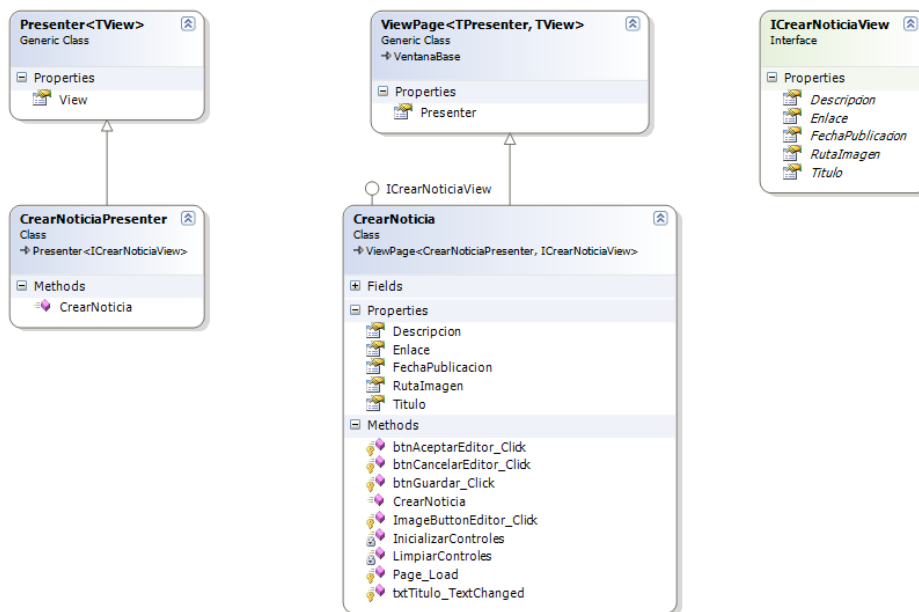 Presenter<TView>
Generic Class
Properties
View
ViewPage<TPresenter, TView>
Generic Class
VentanaBase
Properties
Presenter
ICrearNoticiaView
Interface
Properties
Descripcion
Enlace
FechaPublicacion
RutaImagen
Titulo
CrearNoticiaPresenter
Class
Presenter<ICrearNoticiaView>
Methods
CrearNoticia
ICrearNoticiaView
CrearNoticia
Class
ViewPage<CrearNoticiaPresenter, ICrearNoticiaView>
Fields
Properties
Descripcion
Enlace
FechaPublicacion
RutaImagen
Titulo
Methods
btnAceptarEditor_Click
btnCancelarEditor_Click
btnGuardar_Click
CrearNoticia
ImageButtonEditor_Click
InicializarControles
LimpiarControles
Page_Load
txtTitulo_TextChanged